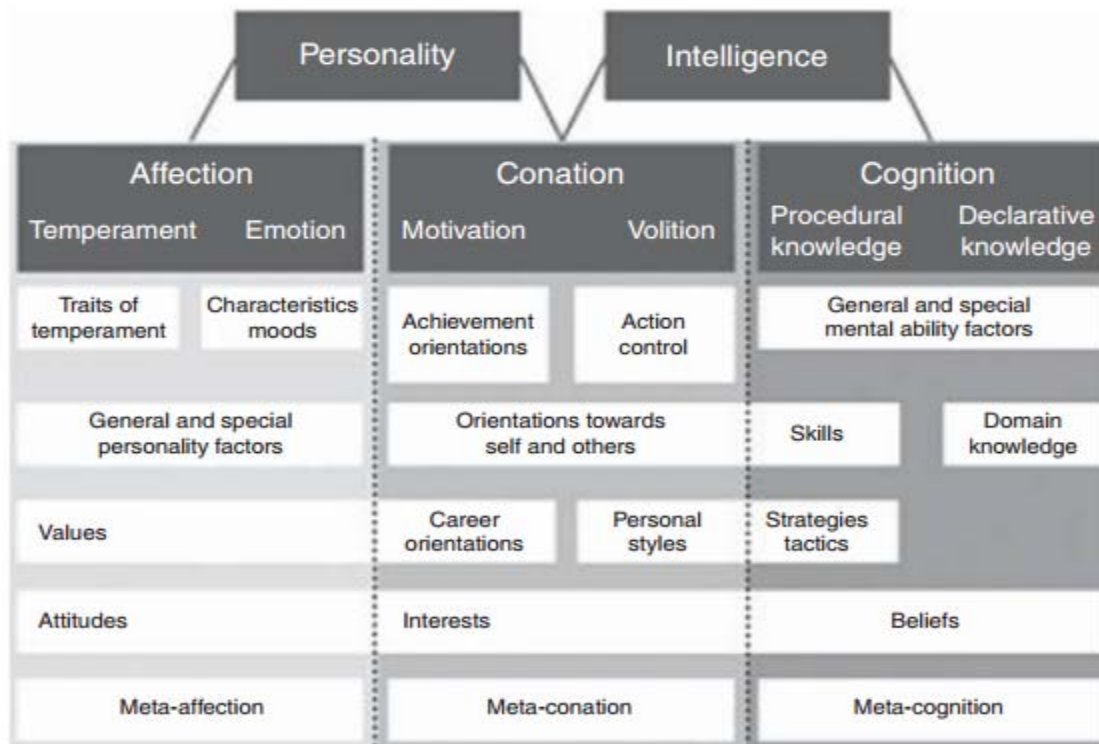 Personality
Intelligence
Affection
Conation
Cognition
Temperament
Emotion
Motivation
Volition
Procedural
knowledge
Declarative
knowledge
Traits of
temperament
Characteristics
moods
Achievement
orientations
Action
control
General and special
mental ability factors
General and special
personality factors
Orientations towards
self and others
Skills
Domain
knowledge
Values
Career
orientations
Personal
styles
Strategies
tactics
Attitudes
Interests
Beliefs
Meta-affection
Meta-conation
Meta-cognition